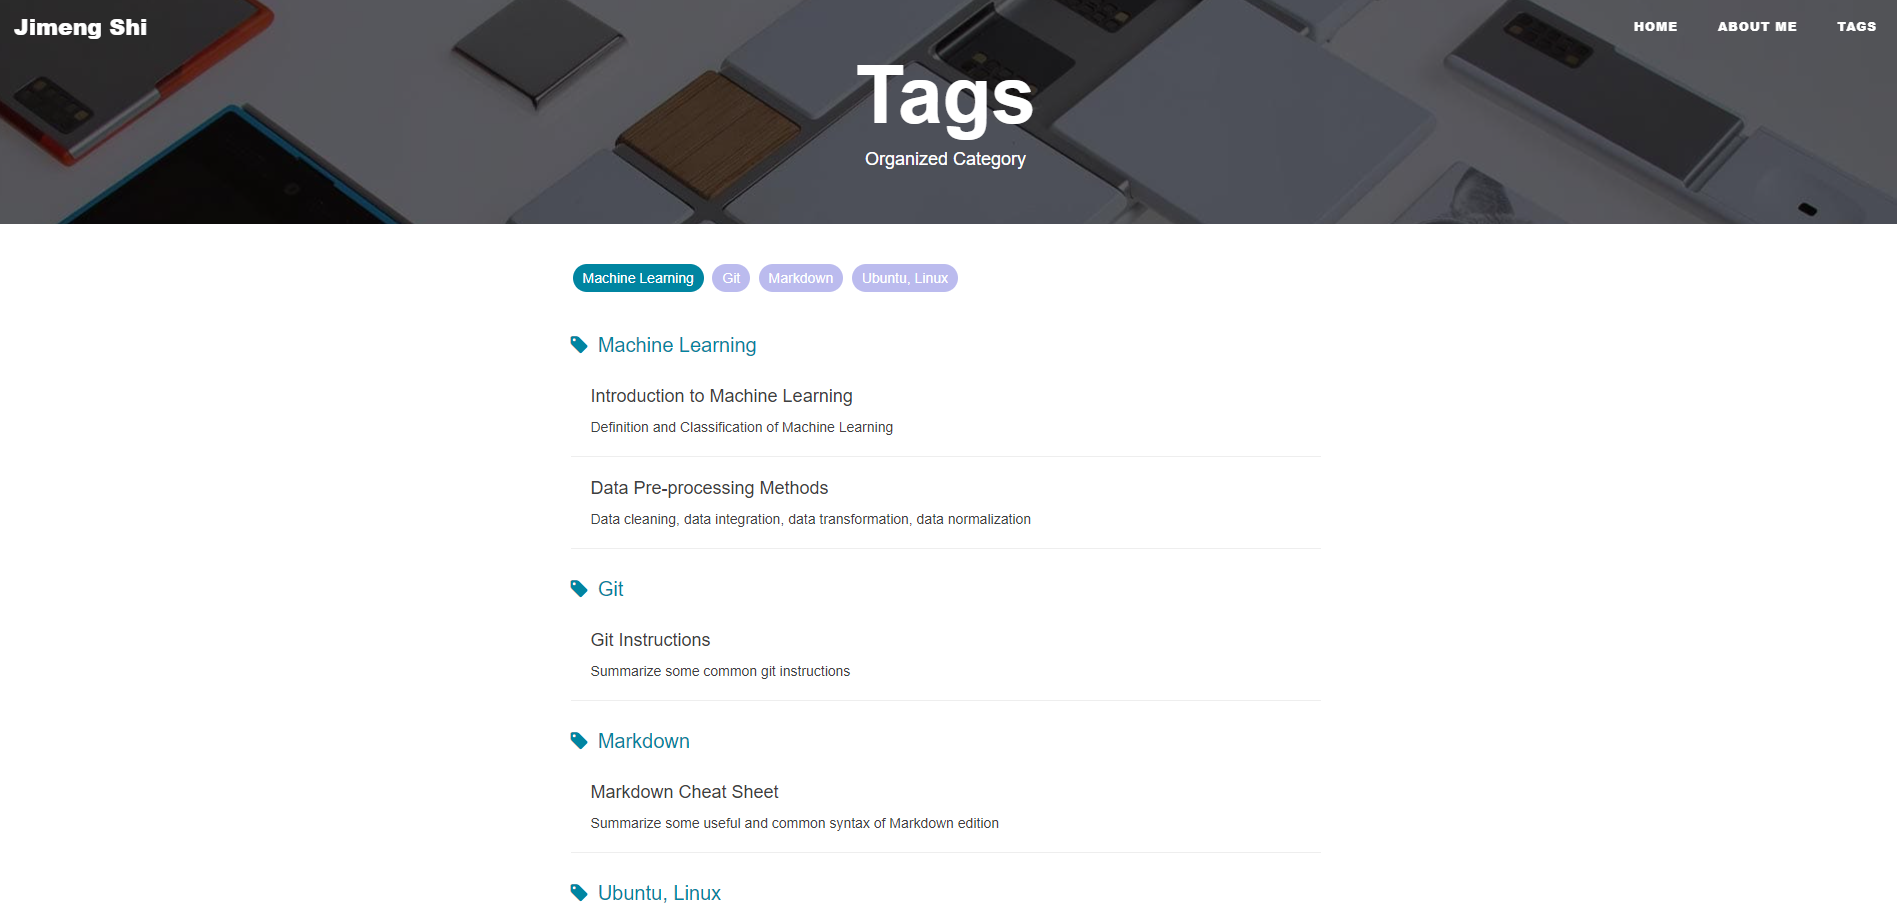 Jimeng Shi
HOME ABOUT ME TAGS
Tags
Organized Category
Machine Learning Git Markdown Ubuntu, Linux
Machine Learning
Introduction to Machine Learning
Definition and Classification of Machine Learning
Data Pre-processing Methods
Data cleaning, data integration, data transformation, data normalization
Git
Git Instructions
Summarize some common git instructions
Markdown
Markdown Cheat Sheet
Summarize some useful and common syntax of Markdown edition
Ubuntu, Linux